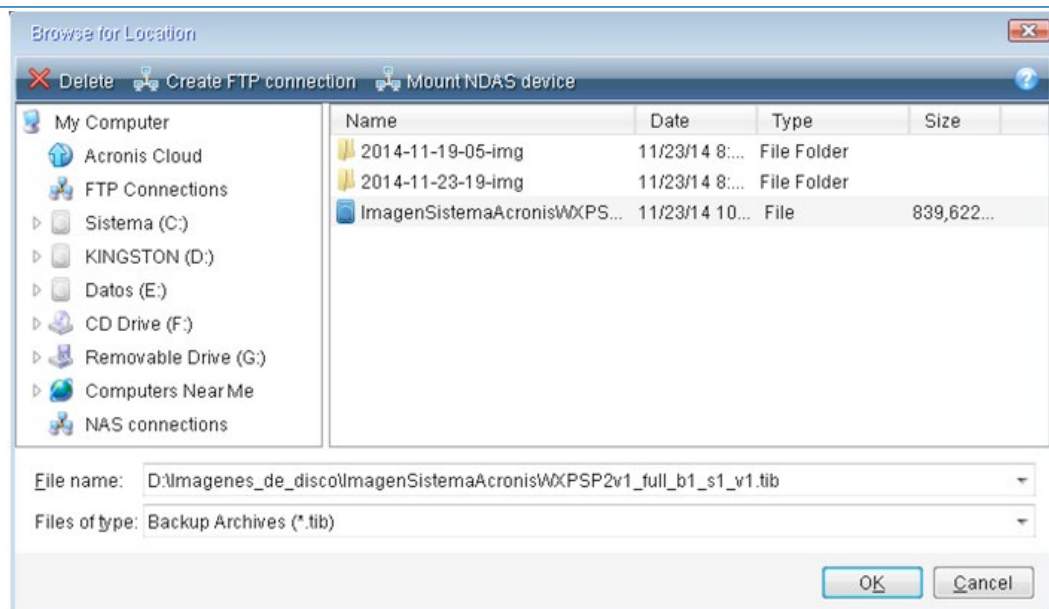 Browse for Location
Delete Create FTP connection Mount NDAS device
My Computer
Acronis Cloud
FTP Connections
Sistema (C:)
KINGSTON (D:)
Datos (E:)
CD Drive (F:)
Removable Drive (G:)
Computers Near Me
NAS connections
Name Date Type Size
2014-11-19-05-img 11/23/14 8:... File Folder
2014-11-23-19-img 11/23/14 8:... File Folder
ImagenSistemaAcronisWXPS... 11/23/14 10... File 839,622...
File name: D:\Imagenes_de_disco\ImagenSistemaAcronisWXPSP2v1_full_b1_s1_v1.tib
Files of type: Backup Archives (*.tib)
OK Cancel